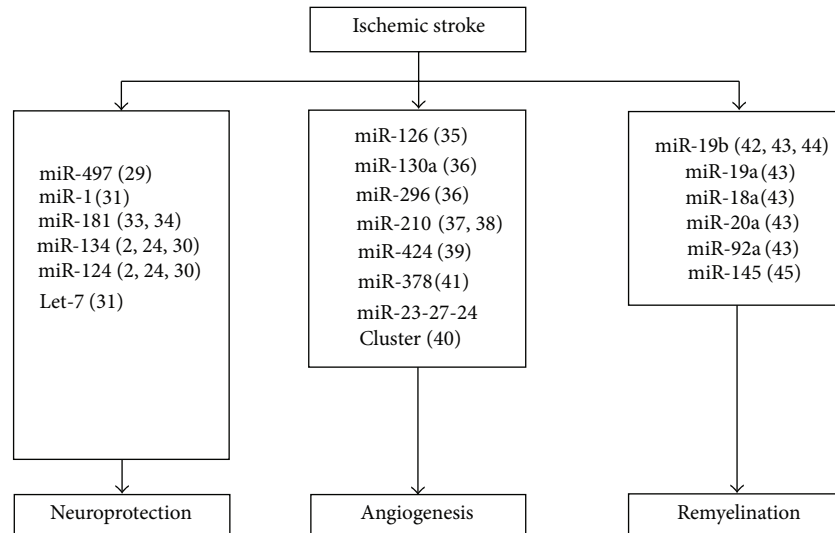 Ischemic stroke
miR-497 (29)
miR-1 (31)
miR-181 (33, 34)
miR-134 (2, 24, 30)
miR-124 (2, 24, 30)
Let-7 (31)
miR-126 (35)
miR-130a (36)
miR-296 (36)
miR-210 (37, 38)
miR-424 (39)
miR-378 (41)
miR-23-27-24
Cluster (40)
miR-19b (42, 43, 44)
miR-19a (43)
miR-18a (43)
miR-20a (43)
miR-92a (43)
miR-145 (45)
Neuroprotection
Angiogenesis
Remyelination